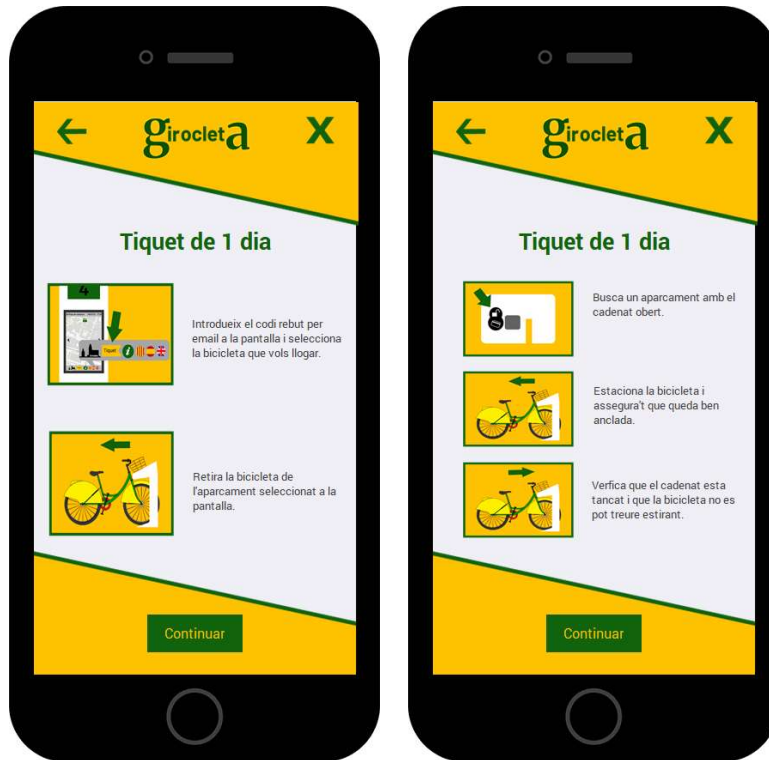 girocletA
X
Tiquet de 1 dia
4
Tiquet
i
Introdueix el codi rebut per
email a la pantalla i selecciona
la bicicleta que vols llogar.
Retira la bicicleta de
l'aparcament seleccionat a la
pantalla.
Continuar
girocletA
X
Tiquet de 1 dia
Busca un aparcament amb el
cadenat obert.
Estaciona la bicicleta i
assegura't que queda ben
anclada.
Verfica que el cadenat esta
tancat i que la bicicleta no es
pot treure estirant.
Continuar